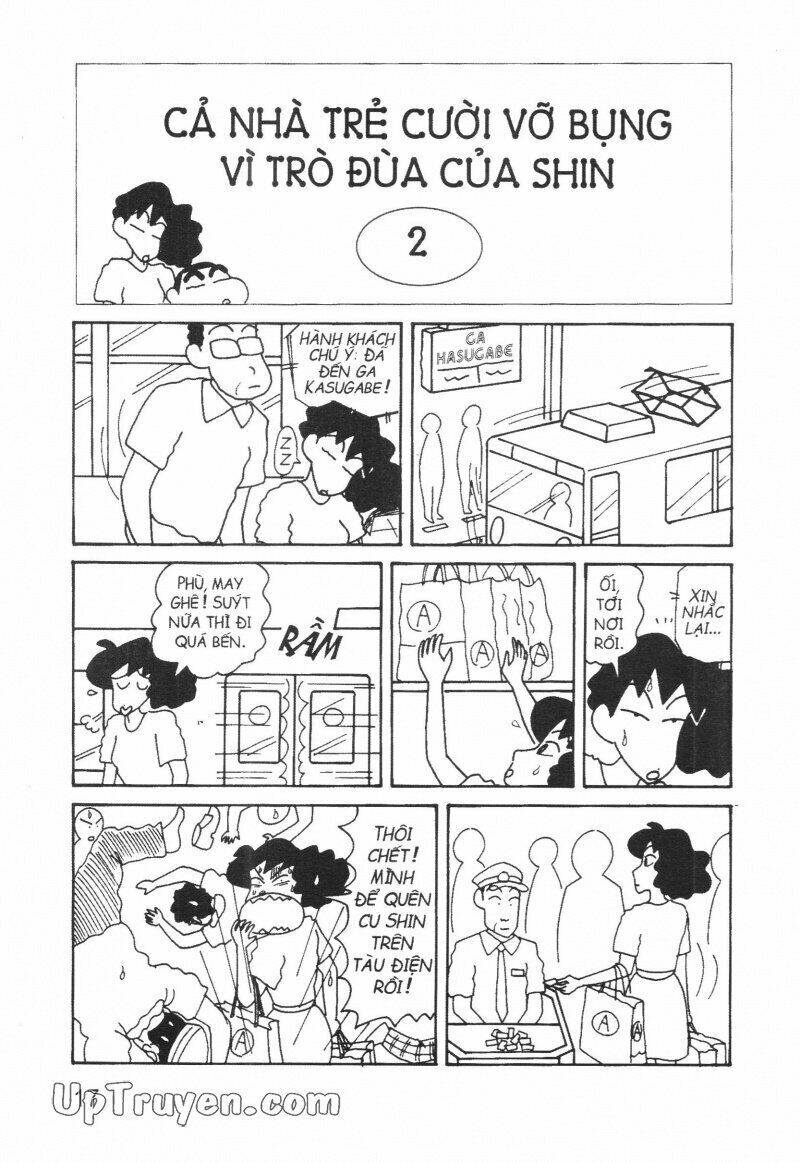 CẢ NHÀ TRẺ CƯỜI VỠ BỤNG
VÌ TRÒ ĐÙA CỦA SHIN
2
HÀNH KHÁCH
CHÚ Ý: ĐÃ
ĐẾN GA
KASUGABE!
Z
Z
GA
HASUGABE
XIN
NHẮC
LẠI...
ỐI,
TỚI
NƠI
RỒI.
A
A
A
PHÙ, MAY
GHÊ! SUÝT
NỮA THÌ ĐI
QUÁ BẾN.
RẦM
THÔI
CHẾT!
MÌNH
ĐỂ QUÊN
CU SHIN
TRÊN
TÀU ĐIỆN
RỒI!
A
A
UpTruyen.com